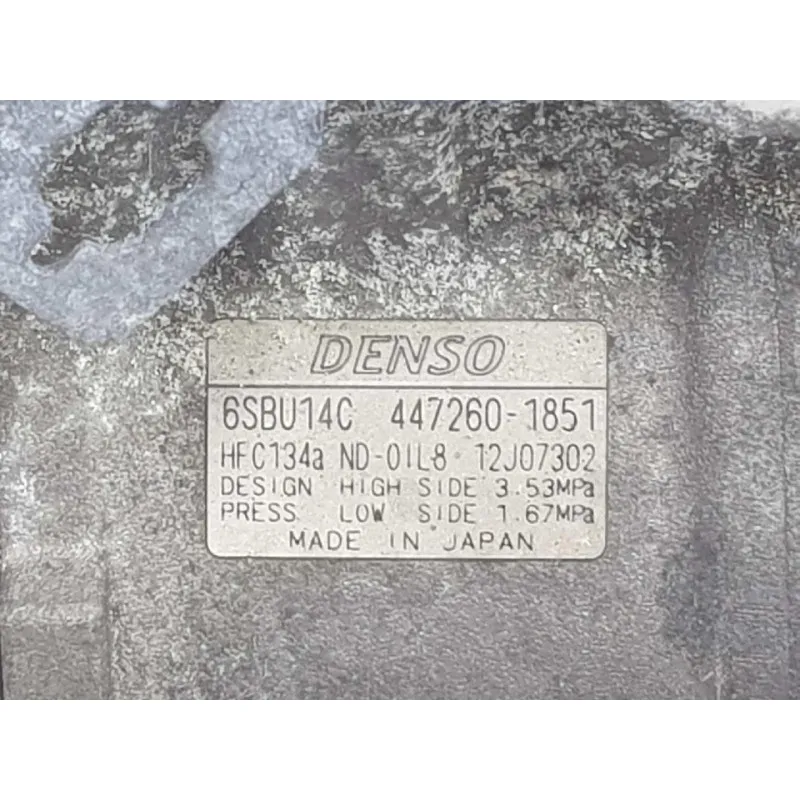 DENSO
6SBU14C 447260-1851
HFC134a ND-OIL8 12J07302
DESIGN HIGH SIDE 3.53MPa
PRESS. LOW SIDE 1.67MPa
MADE IN JAPAN